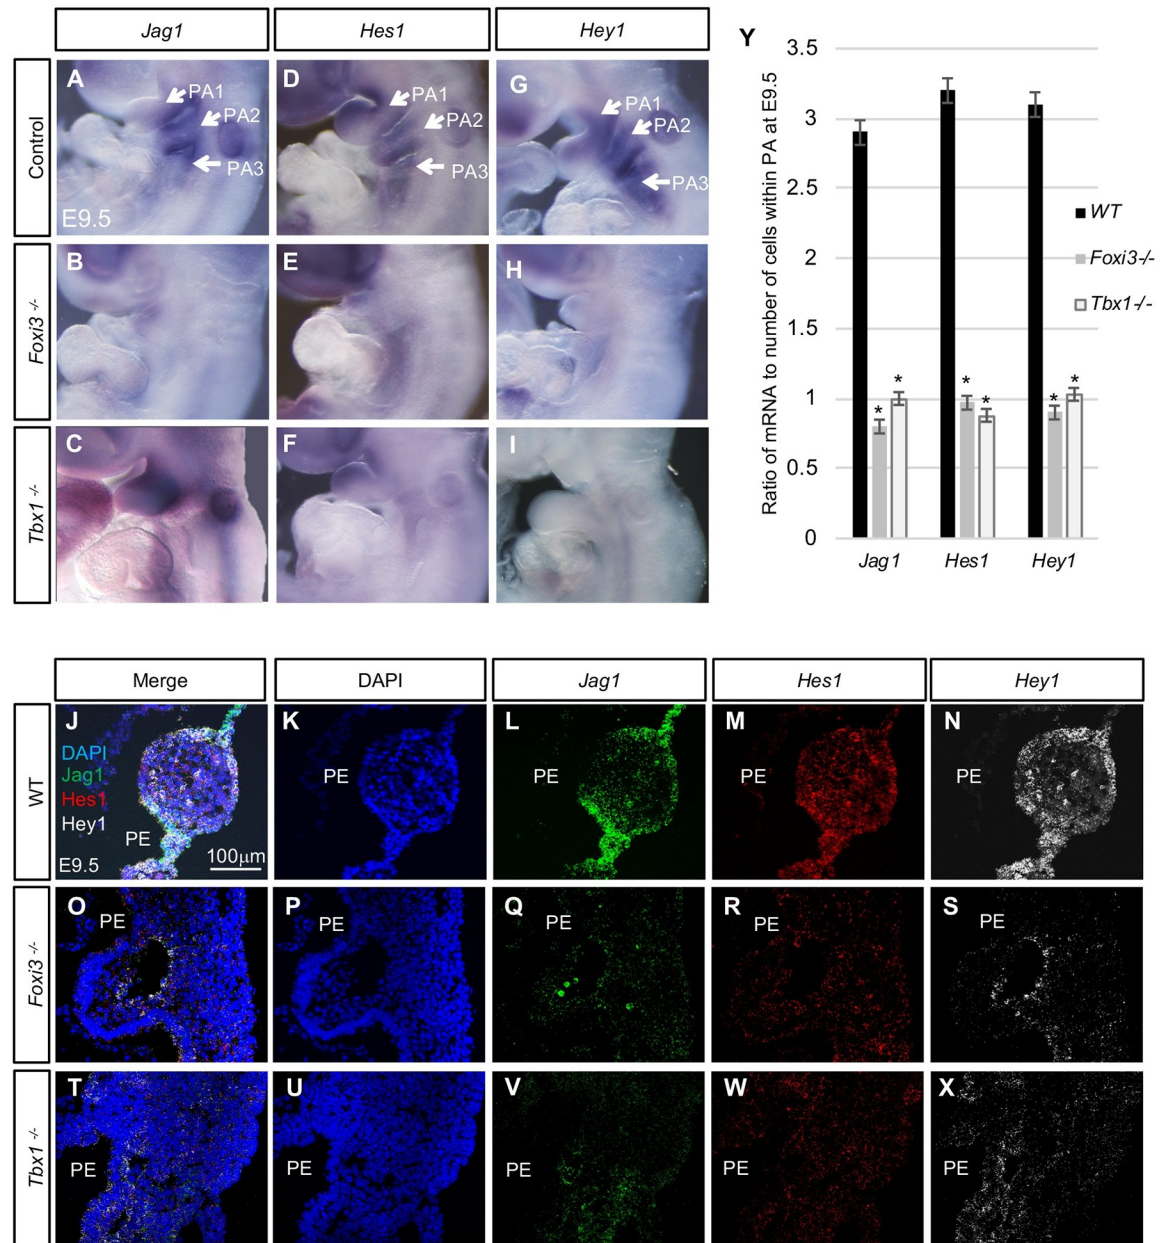 Jag1
Hes1
Hey1
Control
A
PA1
PA2
PA3
E9.5
D
PA1
PA2
PA3
G
PA1
PA2
PA3
Foxi3 -/-
B
E
H
Tbx1 -/-
C
F
I
Y
Ratio of mRNA to number of cells within PA at E9.5
3.5
3
2.5
2
1.5
1
0.5
0
* * * * * *
Jag1 Hes1 Hey1
WT
Foxi3-/-
Tbx1-/-
Merge
DAPI
Jag1
Hes1
Hey1
WT
J
DAPI
Jag1
Hes1
Hey1
PE
E9.5
100μm
K
PE
L
PE
M
PE
N
PE
Foxi3 -/-
O
PE
P
PE
Q
PE
R
PE
S
PE
Tbx1 -/-
T
PE
U
PE
V
PE
W
PE
X
PE